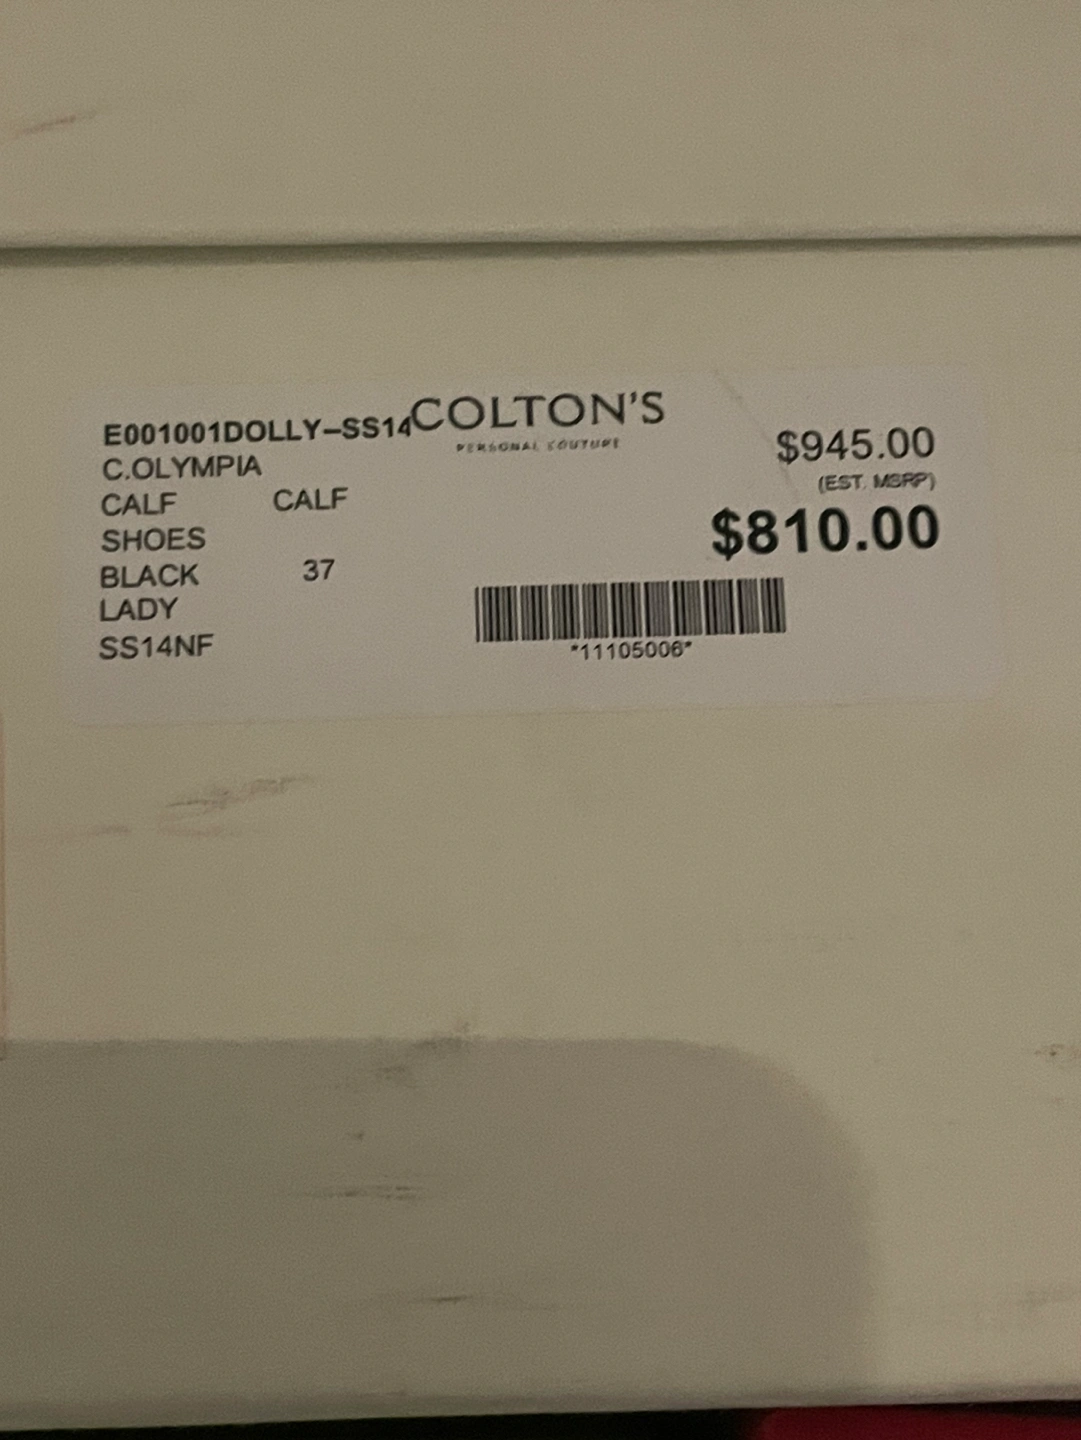 E001001DOLLY-SS14
C.OLYMPIA
CALF CALF
SHOES
BLACK 37
LADY
SS14NF
COLTON'S
PERSONAL COUTURE
$945.00
(EST. MSRP)
$810.00
*11105006*